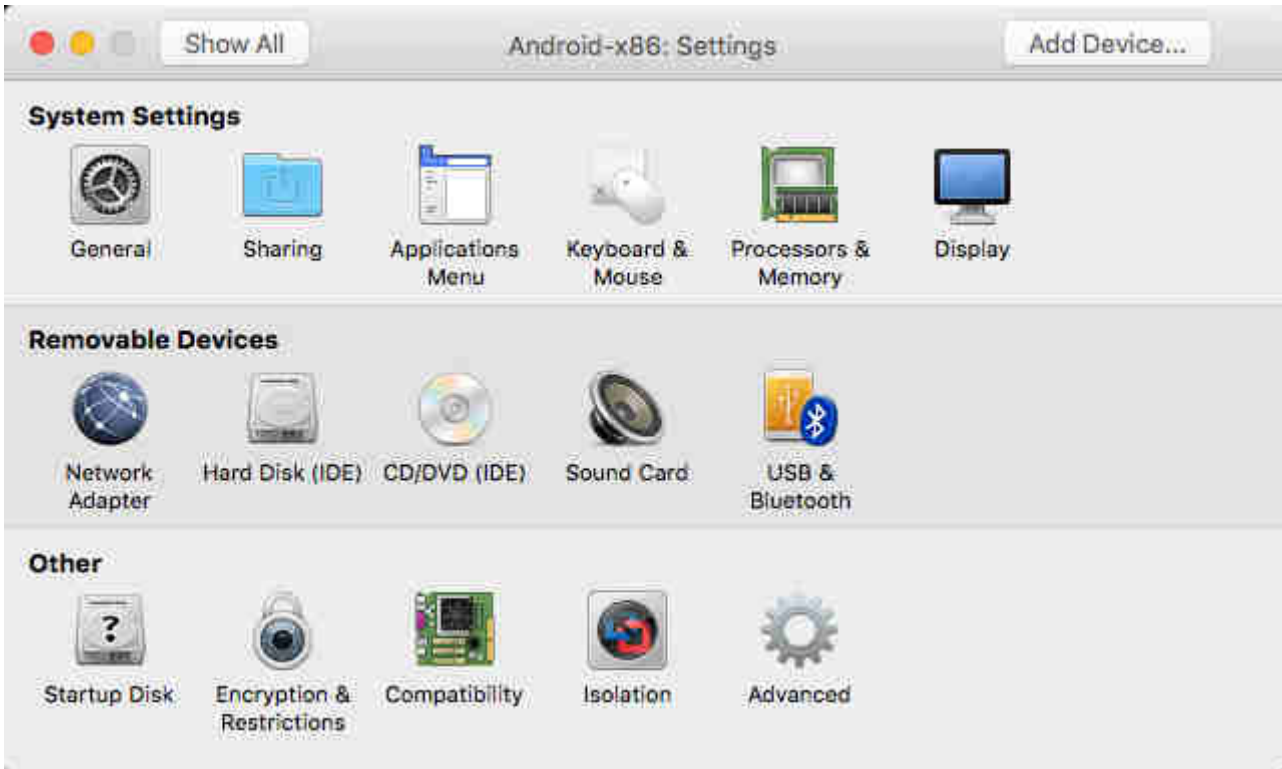 Show All
Android-x86: Settings
Add Device...
System Settings
General
Sharing
Applications
Menu
Keyboard &
Mouse
Processors &
Memory
Display
Removable Devices
Network
Adapter
Hard Disk (IDE)
CD/DVD (IDE)
Sound Card
USB &
Bluetooth
Other
?
Startup Disk
Encryption &
Restrictions
Compatibility
Isolation
Advanced